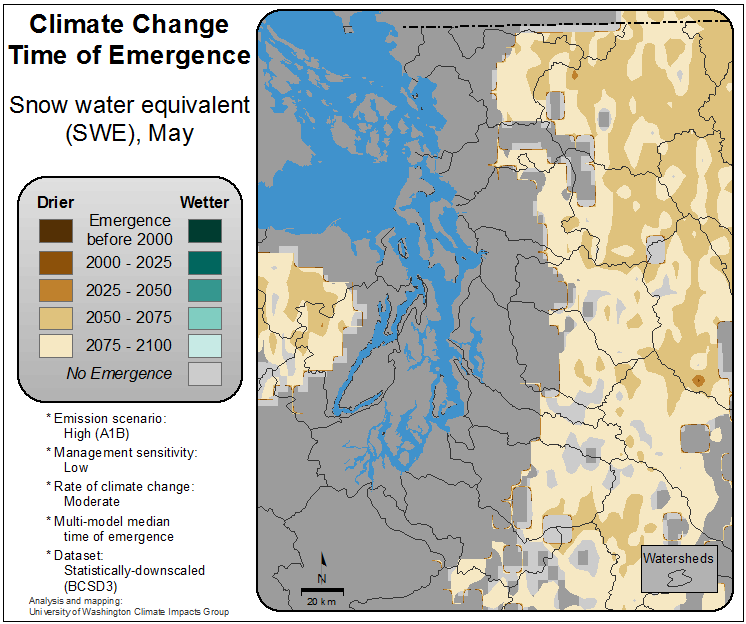 Climate Change
Time of Emergence
Snow water equivalent
(SWE), May
Drier
Wetter
Emergence
before 2000
2000 - 2025
2025 - 2050
2050 - 2075
2075 - 2100
No Emergence
* Emission scenario:
High (A1B)
* Management sensitivity:
Low
* Rate of climate change:
Moderate
* Multi-model median
time of emergence
* Dataset:
Statistically-downscaled
(BCSD3)
Analysis and mapping:
University of Washington Climate Impacts Group
N
20 km
Watersheds